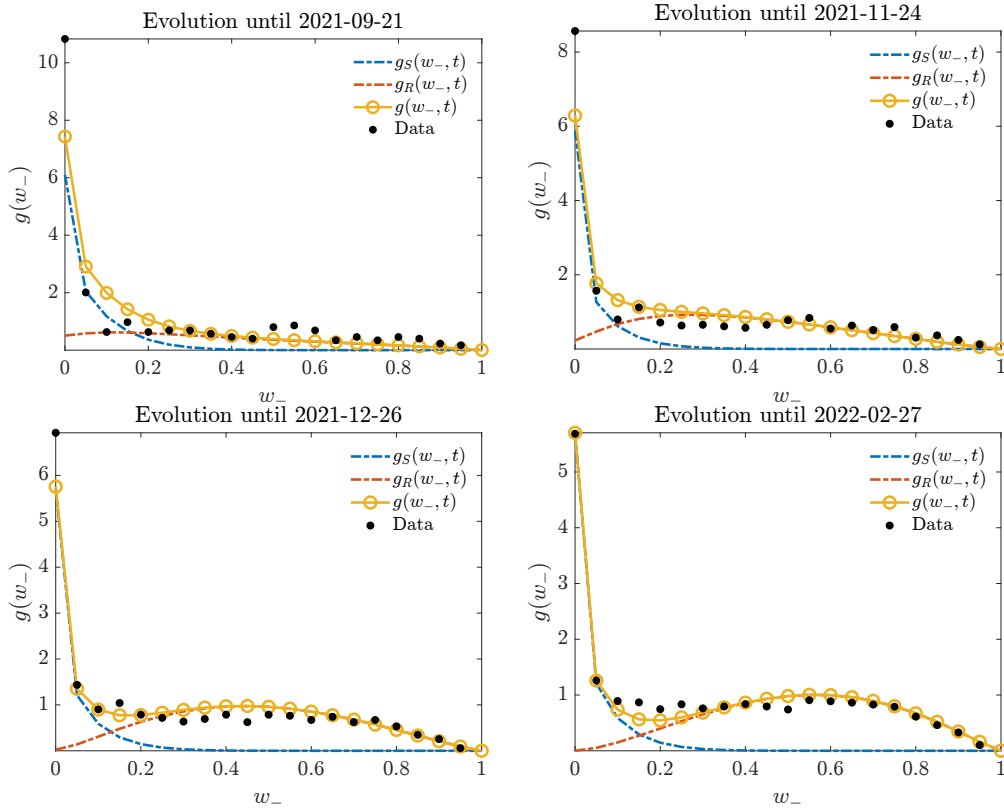 Evolution until 2021-09-21
10
8
6
4
2
g(w_)
0 0.2 0.4 0.6 0.8 1
w_
g_S(w_, t)
g_R(w_, t)
g(w_, t)
Data
Evolution until 2021-11-24
8
6
4
2
g(w_)
0 0.2 0.4 0.6 0.8 1
w_
g_S(w_, t)
g_R(w_, t)
g(w_, t)
Data
Evolution until 2021-12-26
6
5
4
3
2
1
g(w_)
0 0.2 0.4 0.6 0.8 1
w_
g_S(w_, t)
g_R(w_, t)
g(w_, t)
Data
Evolution until 2022-02-27
5
4
3
2
1
g(w_)
0 0.2 0.4 0.6 0.8 1
w_
g_S(w_, t)
g_R(w_, t)
g(w_, t)
Data